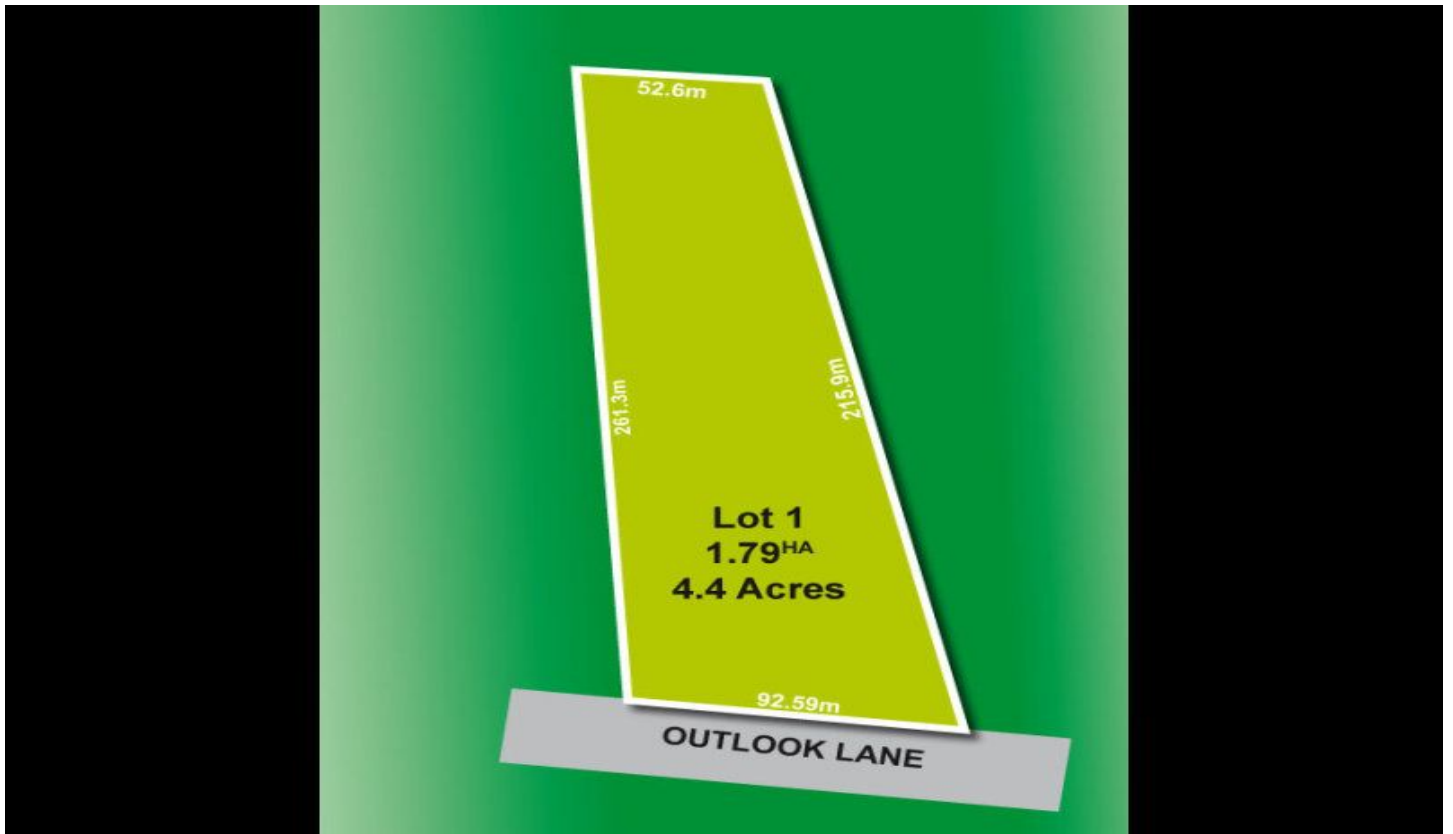 52.6m
261.3m
215.9m
Lot 1
1.79HA
4.4 Acres
92.59m
OUTLOOK LANE